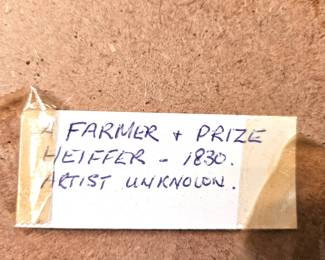 A FARMER + PRIZE
HEIFFER - 1830.
ARTIST UNKNOWN.